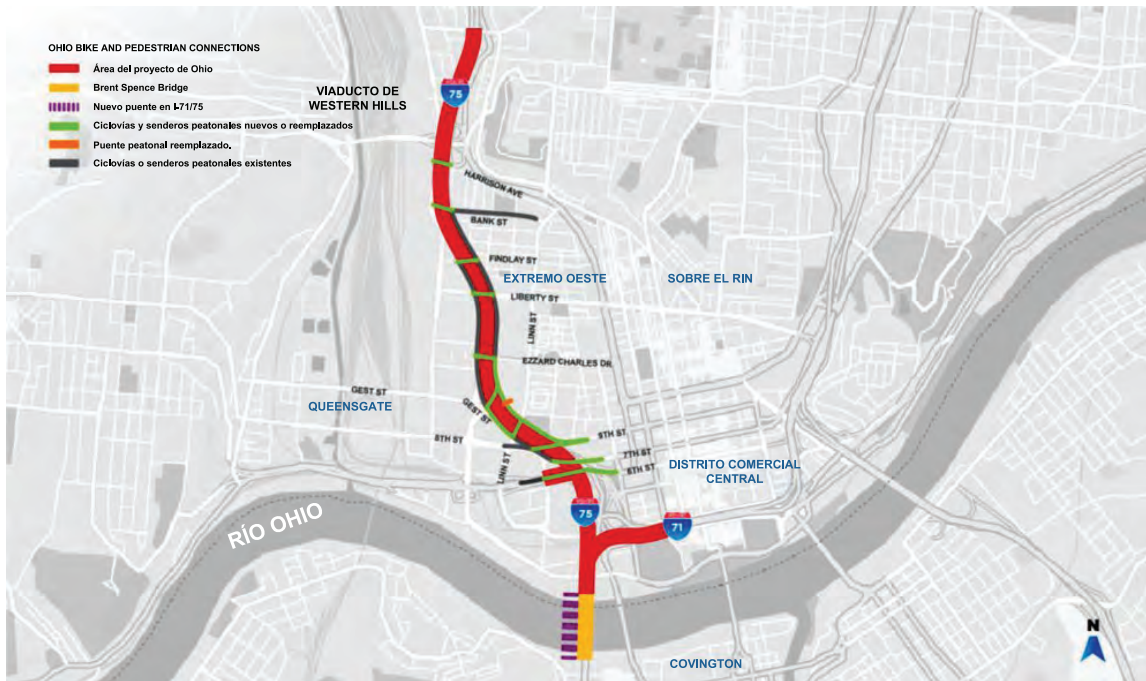 OHIO BIKE AND PEDESTRIAN CONNECTIONS
Área del proyecto de Ohio
Brent Spence Bridge
Nuevo puente en I-71/75
Ciclovías y senderos peatonales nuevos o reemplazados
Puente peatonal reemplazado.
Ciclovías o senderos peatonales existentes
VIADUCTO DE
WESTERN HILLS
75
HARRISON AVE
BANK ST
FINDLAY ST
EXTREMO OESTE
SOBRE EL RIN
LIBERTY ST
LINN ST
EZZARD CHARLES DR.
GEST ST
QUEENSGATE
GEST ST
8TH ST
9TH ST
7TH ST
LINN ST
6TH ST
DISTRITO COMERCIAL
CENTRAL
75
71
RÍO OHIO
N
COVINGTON